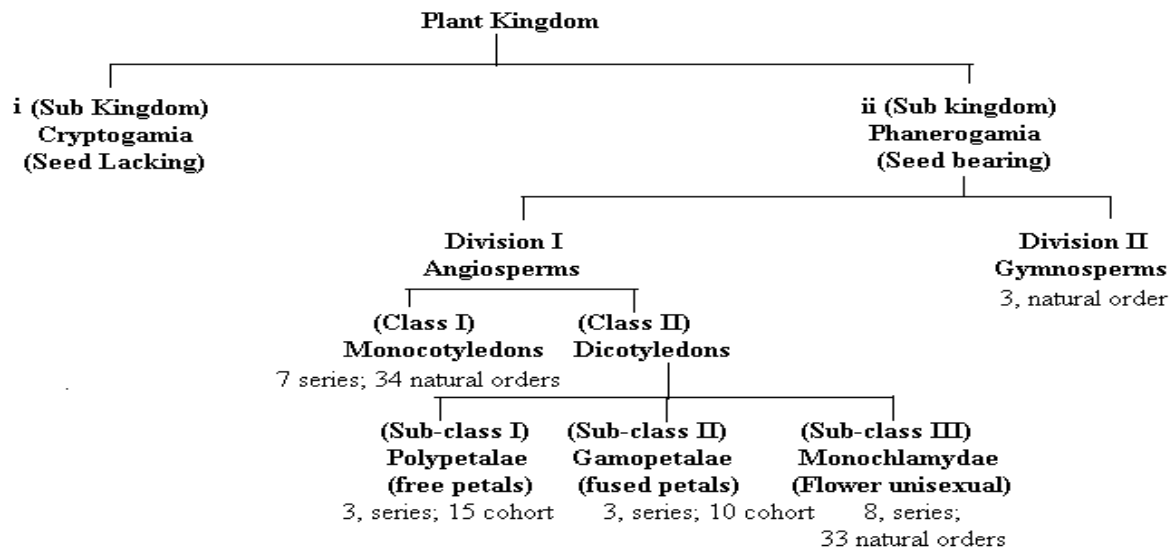 Plant Kingdom
i (Sub Kingdom)
Cryptogamia
(Seed Lacking)
ii (Sub kingdom)
Phanerogamia
(Seed bearing)
Division I
Angiosperms
Division II
Gymnosperms
3, natural order
(Class I)
Monocotyledons
7 series; 34 natural orders
(Class II)
Dicotyledons
(Sub-class I)
Polypetalae
(free petals)
3, series; 15 cohort
(Sub-class II)
Gamopetalae
(fused petals)
3, series; 10 cohort
(Sub-class III)
Monochlamydae
(Flower unisexual)
8, series;
33 natural orders